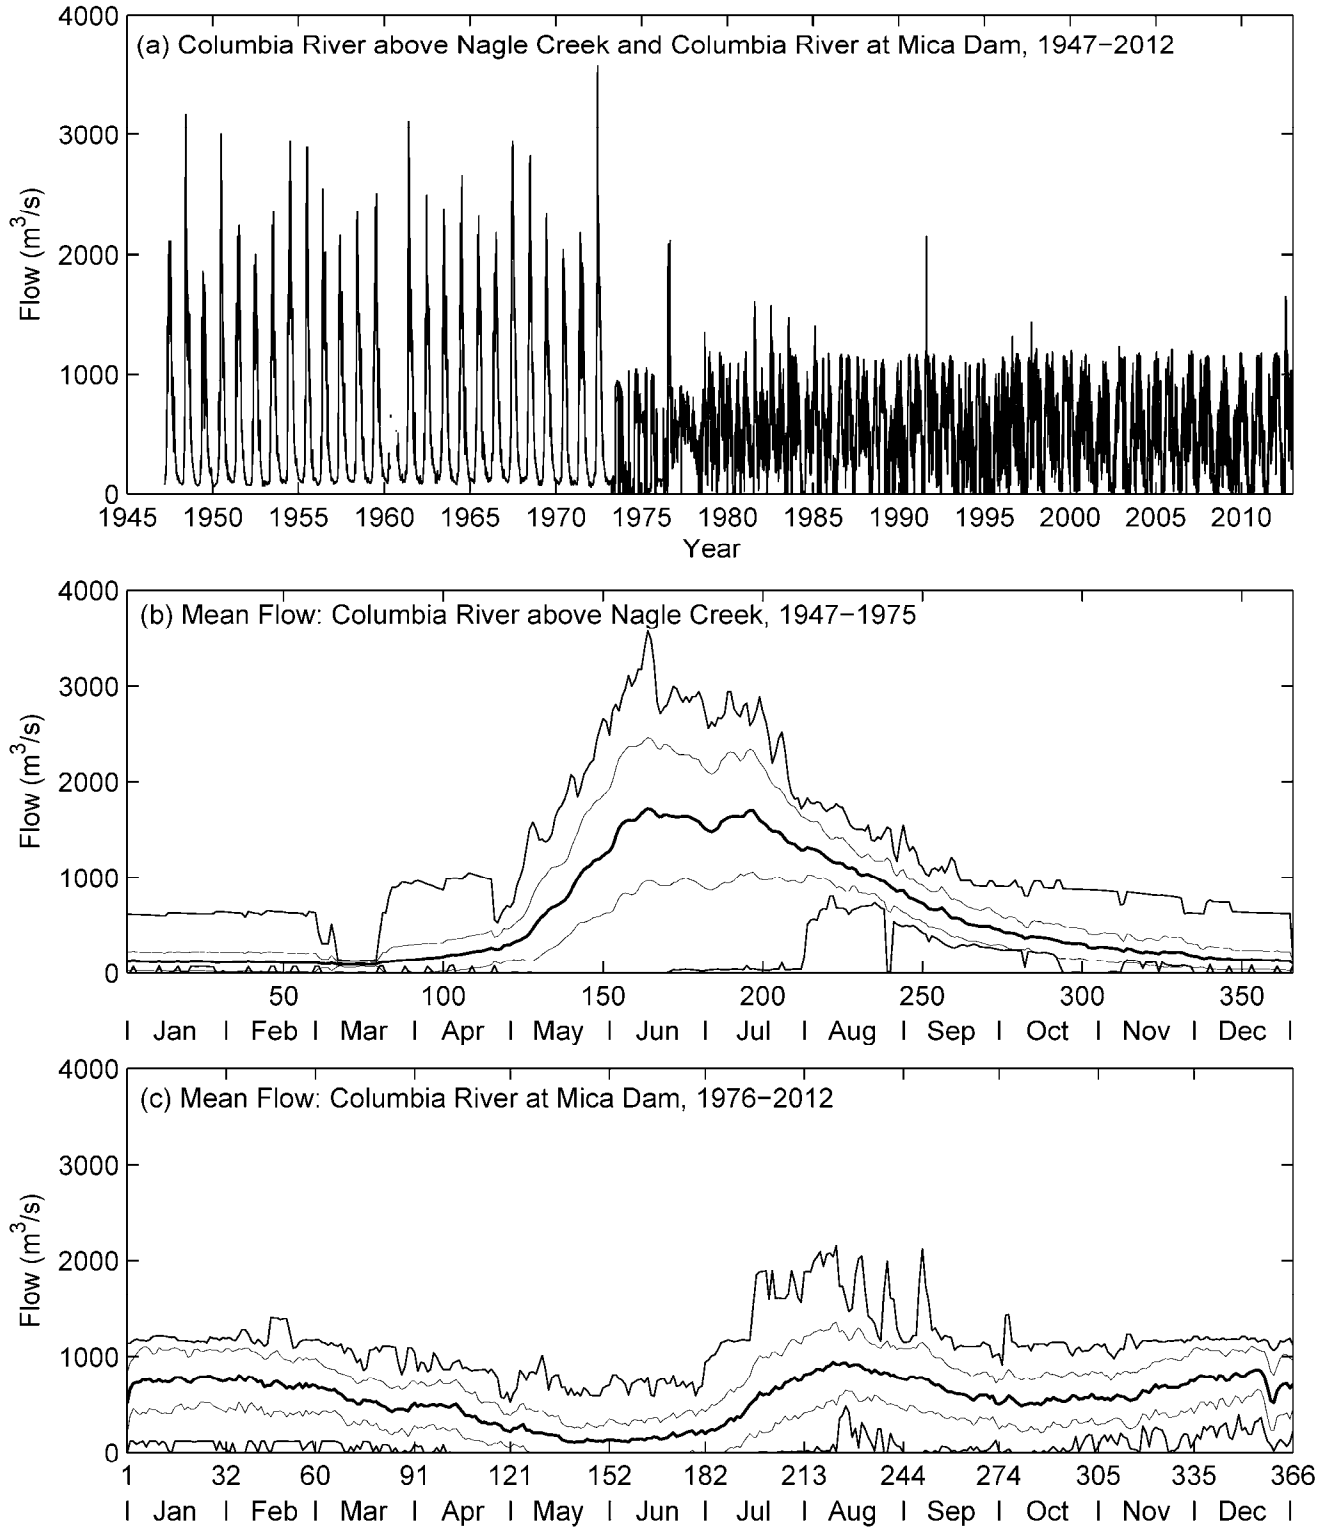 4000
(a) Columbia River above Nagle Creek and Columbia River at Mica Dam, 1947−2012
3000
Flow (m³/s)
2000
1000
0
1945 1950 1955 1960 1965 1970 1975 1980 1985 1990 1995 2000 2005 2010
Year
4000
(b) Mean Flow: Columbia River above Nagle Creek, 1947−1975
3000
Flow (m³/s)
2000
1000
0
50 100 150 200 250 300 350
I Jan I Feb I Mar I Apr I May I Jun I Jul I Aug I Sep I Oct I Nov I Dec I
4000
(c) Mean Flow: Columbia River at Mica Dam, 1976−2012
3000
Flow (m³/s)
2000
1000
0
1 32 60 91 121 152 182 213 244 274 305 335 366
I Jan I Feb I Mar I Apr I May I Jun I Jul I Aug I Sep I Oct I Nov I Dec I